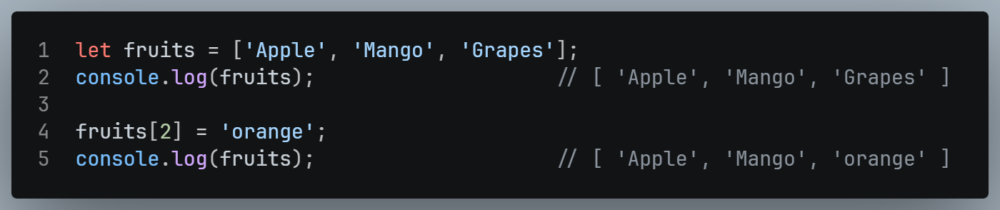 1 let fruits = ['Apple', 'Mango', 'Grapes'];
2 console.log(fruits); // [ 'Apple', 'Mango', 'Grapes' ]
3
4 fruits[2] = 'orange';
5 console.log(fruits); // [ 'Apple', 'Mango', 'orange' ]